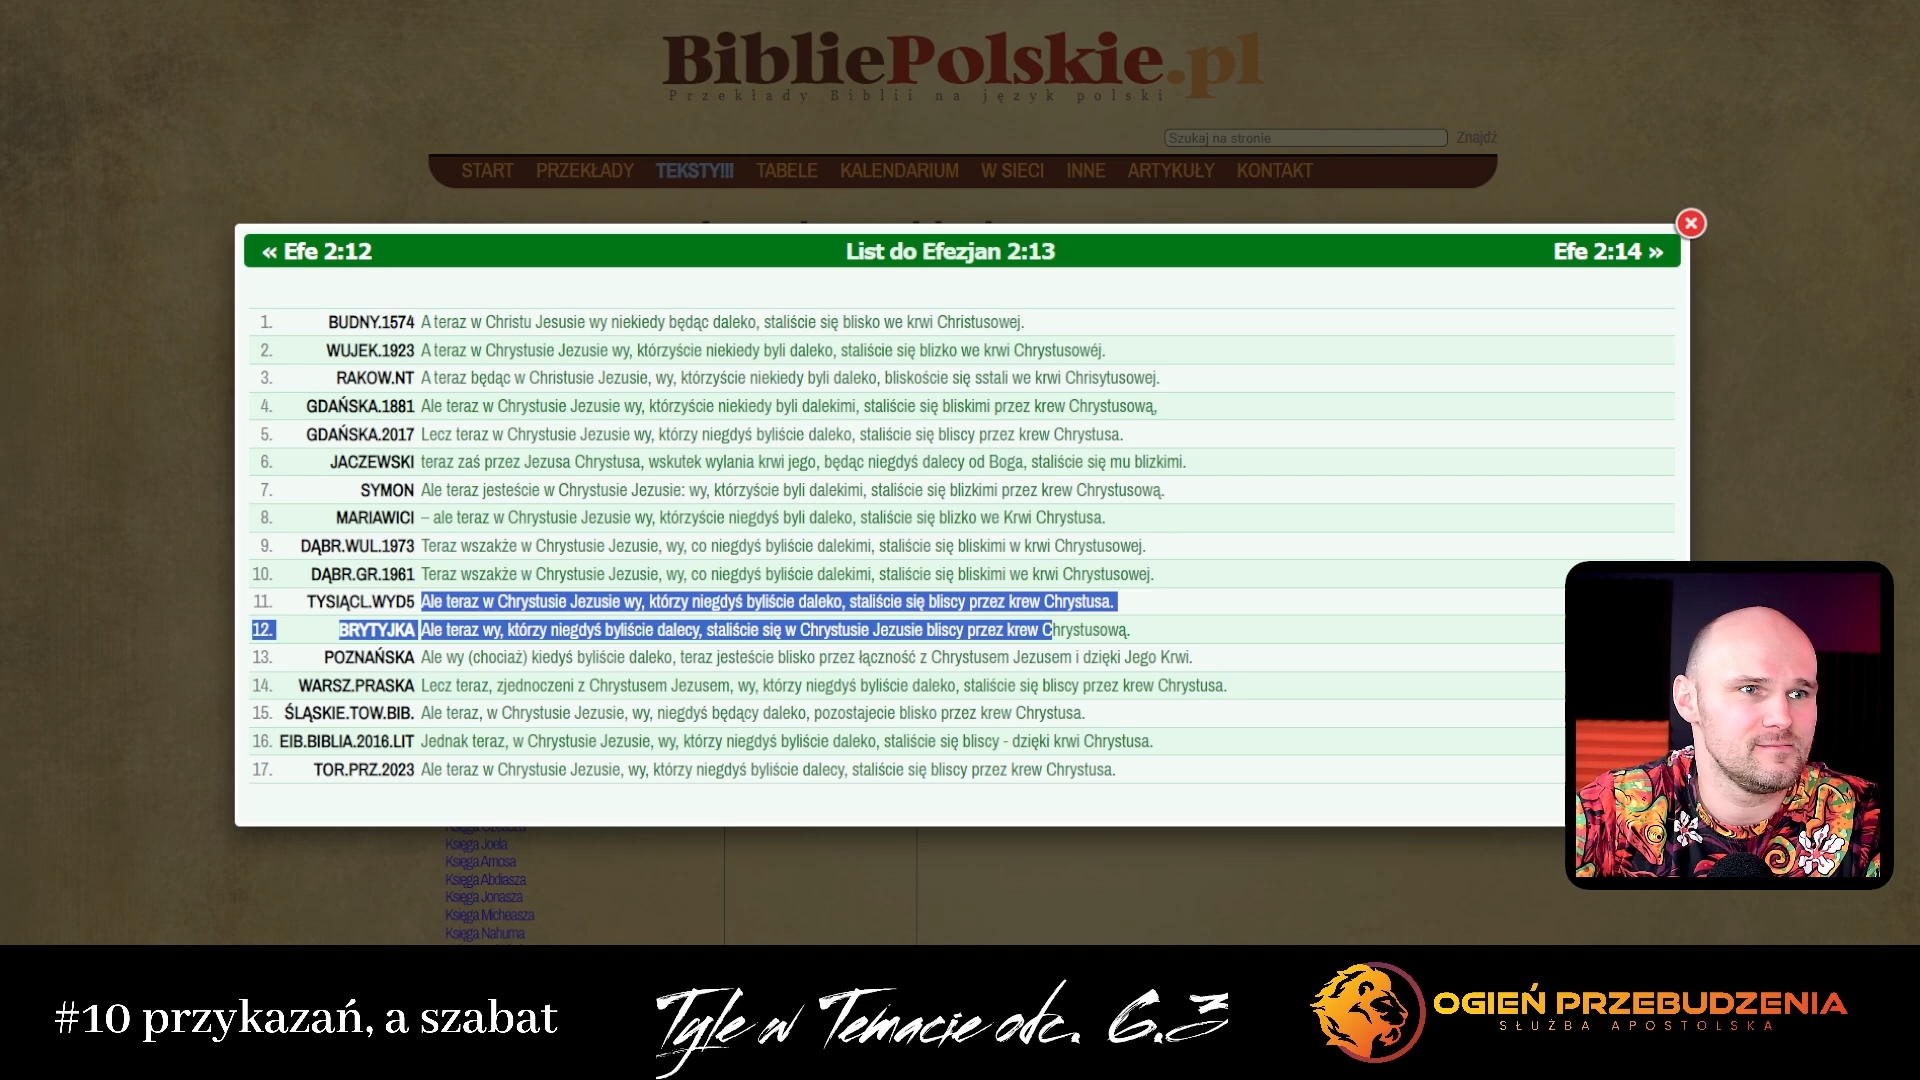 BibliePolskie.pl
Przekłady Biblii na język polski
Szukaj na stronie Znajdź
START PRZEKŁADY TEKSTY!!! TABELE KALENDARIUM W SIECI INNE ARTYKUŁY KONTAKT
« Efe 2:12 List do Efezjan 2:13 Efe 2:14 »
1. BUDNY.1574 A teraz w Christu Jesusie wy niekiedy będąc daleko, staliście się blisko we krwi Christusowej.
2. WUJEK.1923 A teraz w Chrystusie Jezusie wy, którzyście niekiedy byli daleko, staliście się blizko we krwi Chrystusowéj.
3. RAKOW.NT A teraz będąc w Christusie Jezusie, wy, którzyście niekiedy byli daleko, bliskoście się sstali we krwi Chrisytusowej.
4. GDAŃSKA.1881 Ale teraz w Chrystusie Jezusie wy, którzyście niekiedy byli dalekimi, staliście się bliskimi przez krew Chrystusową,
5. GDAŃSKA.2017 Lecz teraz w Chrystusie Jezusie wy, którzy niegdyś byliście daleko, staliście się bliscy przez krew Chrystusa.
6. JACZEWSKI teraz zaś przez Jezusa Chrystusa, wskutek wylania krwi jego, będąc niegdyś dalecy od Boga, staliście się mu blizkimi.
7. SYMON Ale teraz jesteście w Chrystusie Jezusie: wy, którzyście byli dalekimi, staliście się blizkimi przez krew Chrystusową.
8. MARIAWICI – ale teraz w Chrystusie Jezusie wy, którzyście niegdyś byli daleko, staliście się blizko we Krwi Chrystusa.
9. DĄBR.WUL.1973 Teraz wszakże w Chrystusie Jezusie, wy, co niegdyś byliście dalekimi, staliście się bliskimi w krwi Chrystusowej.
10. DĄBR.GR.1961 Teraz wszakże w Chrystusie Jezusie, wy, co niegdyś byliście dalekimi, staliście się bliskimi we krwi Chrystusowej.
11. TYSIĄCL.WYD5 Ale teraz w Chrystusie Jezusie wy, którzy niegdyś byliście daleko, staliście się bliscy przez krew Chrystusa.
12. BRYTYJKA Ale teraz wy, którzy niegdyś byliście dalecy, staliście się w Chrystusie Jezusie bliscy przez krew Chrystusową.
13. POZNAŃSKA Ale wy (chociaż) kiedyś byliście daleko, teraz jesteście blisko przez łączność z Chrystusem Jezusem i dzięki Jego Krwi.
14. WARSZ.PRASKA Lecz teraz, zjednoczeni z Chrystusem Jezusem, wy, którzy niegdyś byliście daleko, staliście się bliscy przez krew Chrystusa.
15. ŚLĄSKIE.TOW.BIB. Ale teraz, w Chrystusie Jezusie, wy, niegdyś będący daleko, pozostajecie blisko przez krew Chrystusa.
16. EIB.BIBLIA.2016.LIT Jednak teraz, w Chrystusie Jezusie, wy, którzy niegdyś byliście daleko, staliście się bliscy - dzięki krwi Chrystusa.
17. TOR.PRZ.2023 Ale teraz w Chrystusie Jezusie, wy, którzy niegdyś byliście dalecy, staliście się bliscy przez krew Chrystusa.
Księga Joela
Księga Amosa
Księga Abdiasza
Księga Jonasza
Księga Micheasza
Księga Nahuma
#10 przykazań, a szabat
Tyle w Temacie odc. 6.3
OGIEŃ PRZEBUDZENIA
SŁUŻBA APOSTOLSKA